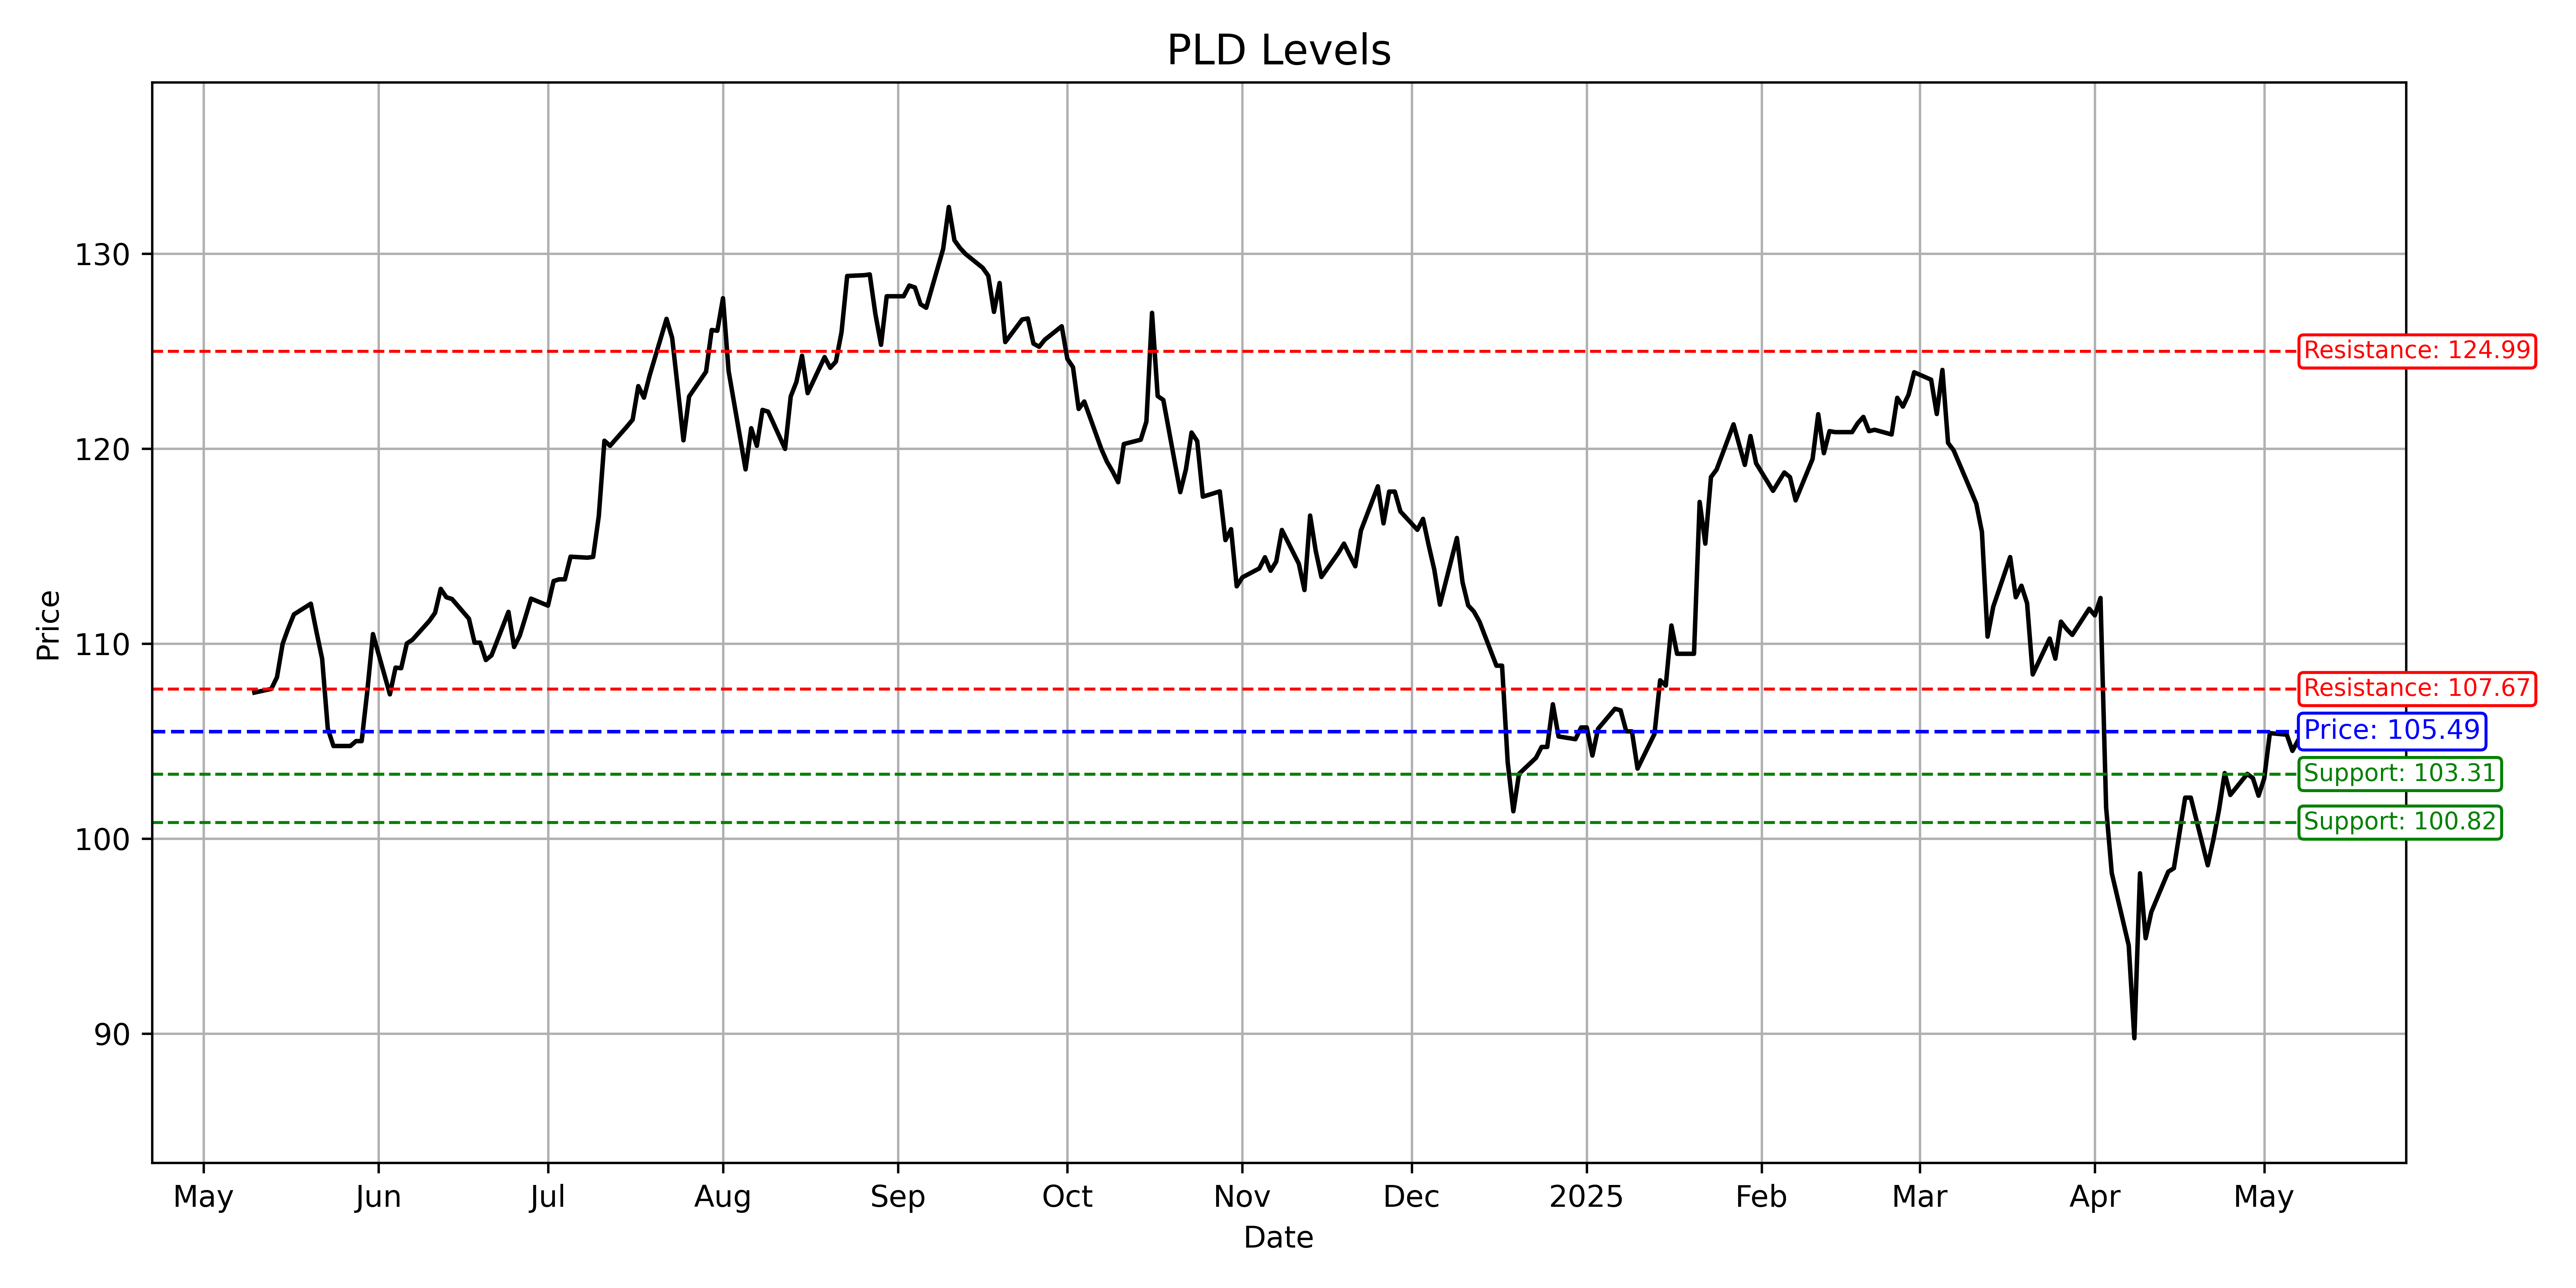 PLD Levels
Price
130
120
110
100
90
Resistance: 124.99
Resistance: 107.67
Price: 105.49
Support: 103.31
Support: 100.82
May Jun Jul Aug Sep Oct Nov Dec 2025 Feb Mar Apr May
Date